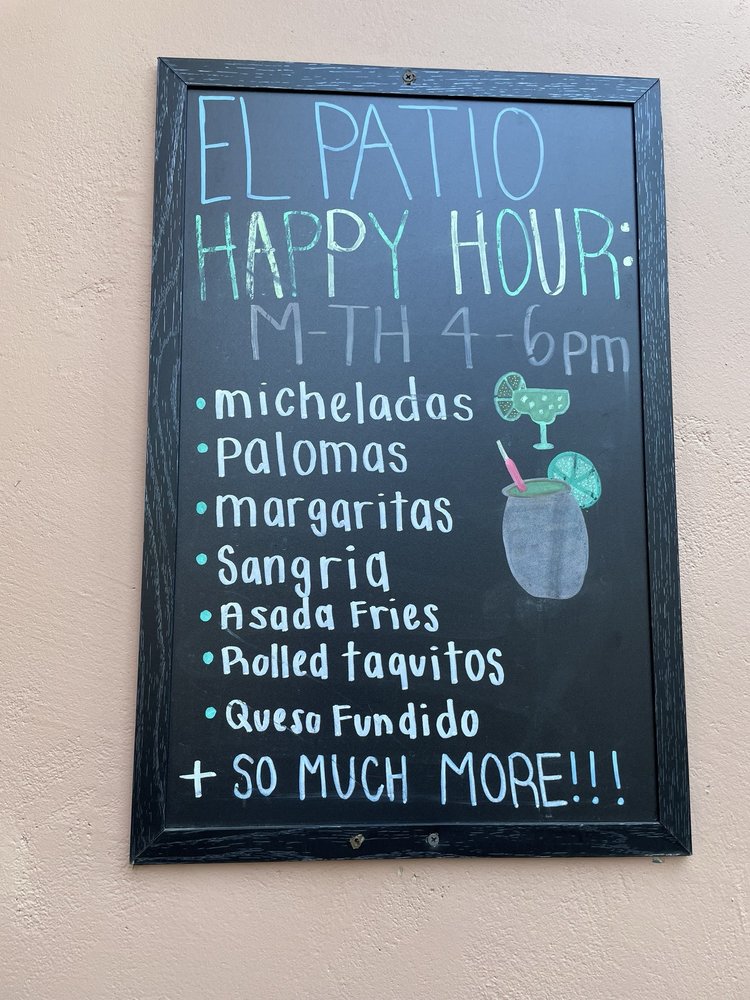 EL PATIO
HAPPY HOUR:
M-TH 4-6pm
• micheladas
• Palomas
• margaritas
• Sangria
• Asada Fries
• Rolled taquitos
• Queso Fundido
+ SO MUCH MORE!!!